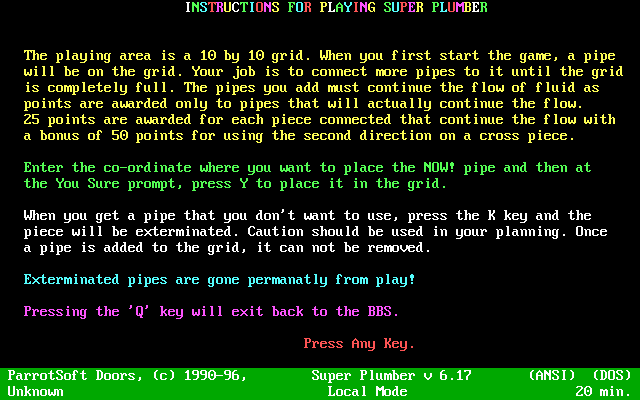 INSTRUCTIONS FOR PLAYING SUPER PLUMBER
The playing area is a 10 by 10 grid. When you first start the game, a pipe
will be on the grid. Your job is to connect more pipes to it until the grid
is completely full. The pipes you add must continue the flow of fluid as
points are awarded only to pipes that will actually continue the flow.
25 points are awarded for each piece connected that continue the flow with
a bonus of 50 points for using the second direction on a cross piece.
Enter the co-ordinate where you want to place the NOW! pipe and then at
the You Sure prompt, press Y to place it in the grid.
When you get a pipe that you don't want to use, press the K key and the
piece will be exterminated. Caution should be used in your planning. Once
a pipe is added to the grid, it can not be removed.
Exterminated pipes are gone permanatly from play!
Pressing the 'Q' key will exit back to the BBS.
Press Any Key.
ParrotSoft Doors, (c) 1990-96, Super Plumber v 6.17 (ANSI) (DOS)
Unknown Local Mode 20 min.